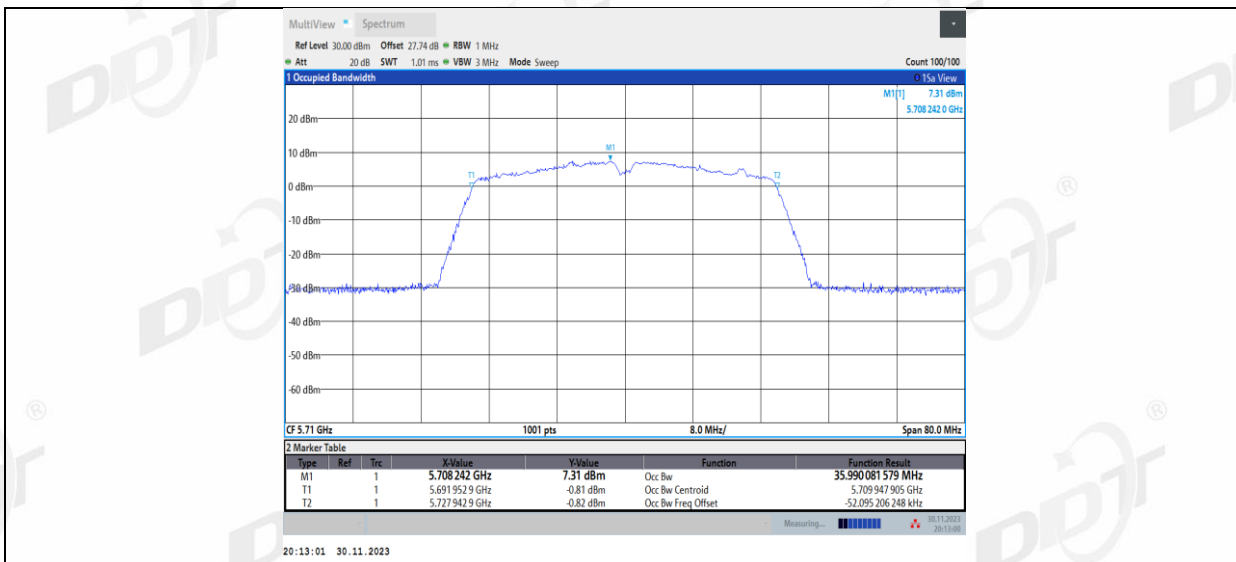 MultiView Spectrum
Ref Level 30.00 dBm Offset 27.74 dB RBW 1 MHz
Att 20 dB SWT 1.01 ms VBW 3 MHz Mode Sweep Count 100/100
1 Occupied Bandwidth 1Sa View
M1[1] 7.31 dBm
5.708 242 0 GHz
20 dBm
M1
10 dBm
T1 T2
0 dBm
-10 dBm
-20 dBm
-30 dBm
-40 dBm
-50 dBm
-60 dBm
CF 5.71 GHz 1001 pts 8.0 MHz/ Span 80.0 MHz
2 Marker Table
Type Ref Trc X-Value Y-Value Function Function Result
M1 1 5.708 242 GHz 7.31 dBm Occ Bw 35.990 081 579 MHz
T1 1 5.691 952 9 GHz -0.81 dBm Occ Bw Centroid 5.709 947 905 GHz
T2 1 5.727 942 9 GHz -0.82 dBm Occ Bw Freq Offset -52.095 206 248 kHz
Measuring... 30.11.2023
20:13:00
20:13:01 30.11.2023
DDT
®